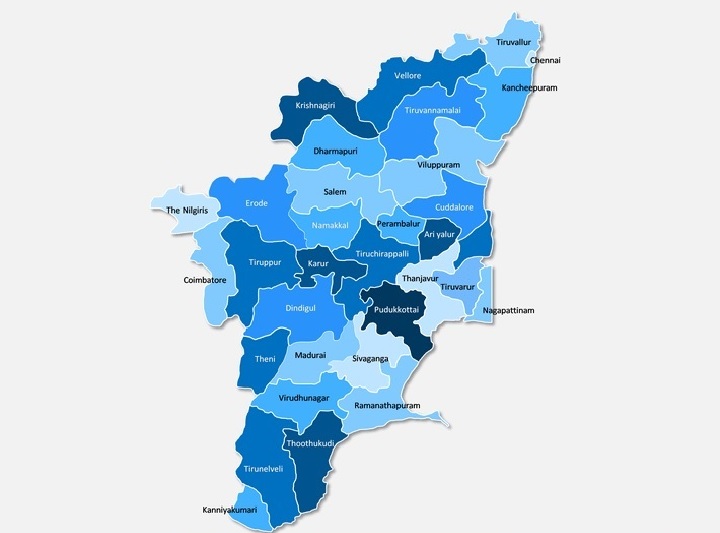 Tiruvallur
Chennai
Vellore
Kancheepuram
Krishnagiri
Tiruvannamalai
Dharmapuri
Viluppuram
Salem
Erode
The Nilgiris
Cuddalore
Namakkal
Perambalur
Ari yalur
Tiruchirappalli
Tiruppur
Karur
Coimbatore
Thanjavur
Tiruvarur
Dindigul
Pudukkottai
Nagapattinam
Theni
Madurai
Sivaganga
Virudhunagar
Ramanathapuram
Thoothukudi
Tirunelveli
Kanniyakumari